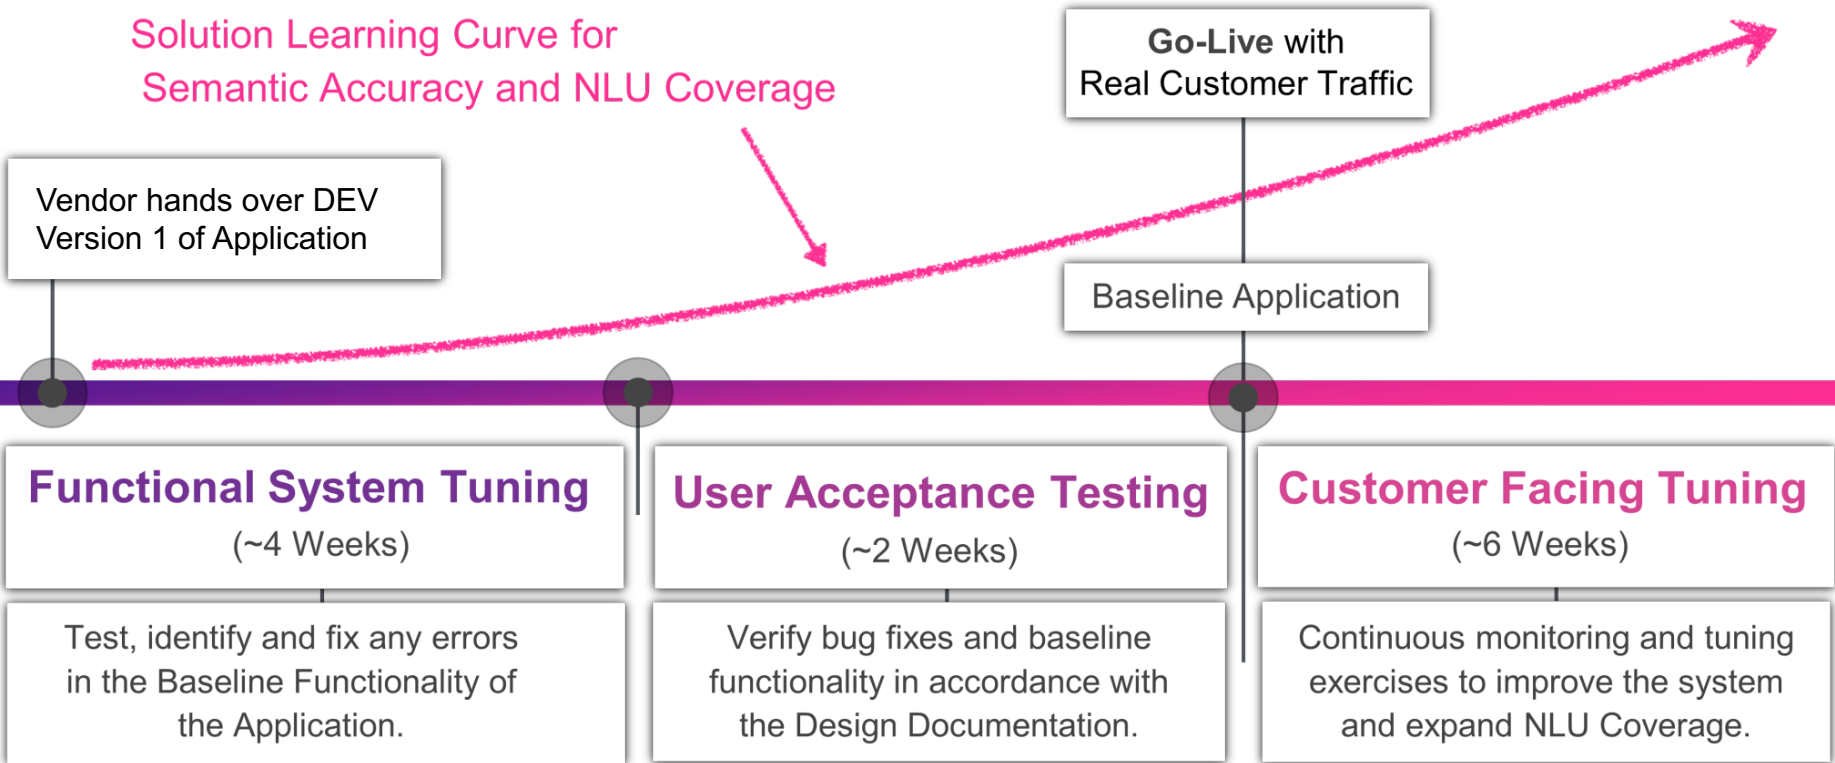 Solution Learning Curve for
Semantic Accuracy and NLU Coverage
Go-Live with
Real Customer Traffic
Vendor hands over DEV
Version 1 of Application
Baseline Application
Functional System Tuning
(~4 Weeks)
Test, identify and fix any errors
in the Baseline Functionality of
the Application.
User Acceptance Testing
(~2 Weeks)
Verify bug fixes and baseline
functionality in accordance with
the Design Documentation.
Customer Facing Tuning
(~6 Weeks)
Continuous monitoring and tuning
exercises to improve the system
and expand NLU Coverage.